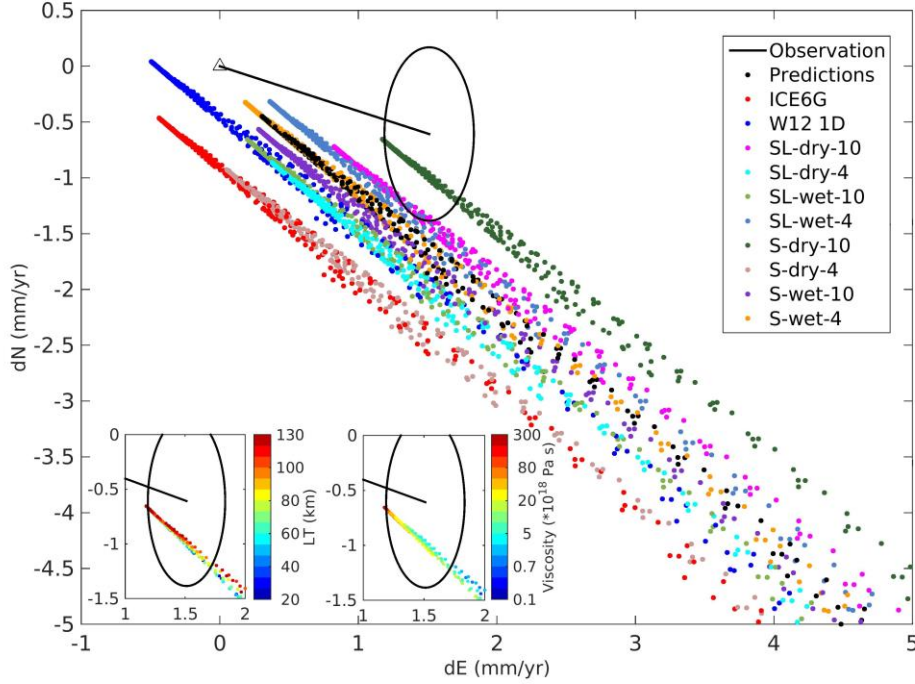 -1 0 1 2 3 4 5
0
-0.5
-1
-1.5
-2
-2.5
-3
-3.5
-4
-4.5
-5
dN (mm/yr)
dE (mm/yr)
Observation
Predictions
ICE6G
W12 1D
SL-dry-10
SL-dry-4
SL-wet-10
SL-wet-4
S-dry-10
S-dry-4
S-wet-10
S-wet-4
0
-0.5
-1
-1.5
1 1.5 2
130
100
80
60
40
20
LT (km)
0
-0.5
-1
-1.5
1 1.5 2
300
80
20
5
0.7
0.1
Viscosity (*10^18 Pa s)